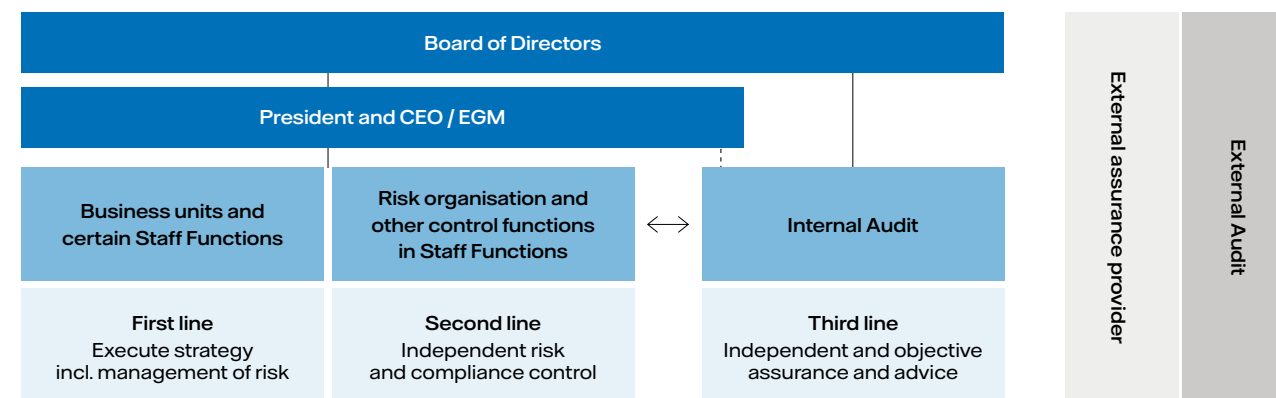 Board of Directors
President and CEO / EGM
Business units and
certain Staff Functions
Risk organisation and
other control functions
in Staff Functions
Internal Audit
First line
Execute strategy
incl. management of risk
Second line
Independent risk
and compliance control
Third line
Independent and objective
assurance and advice
External assurance provider
External Audit